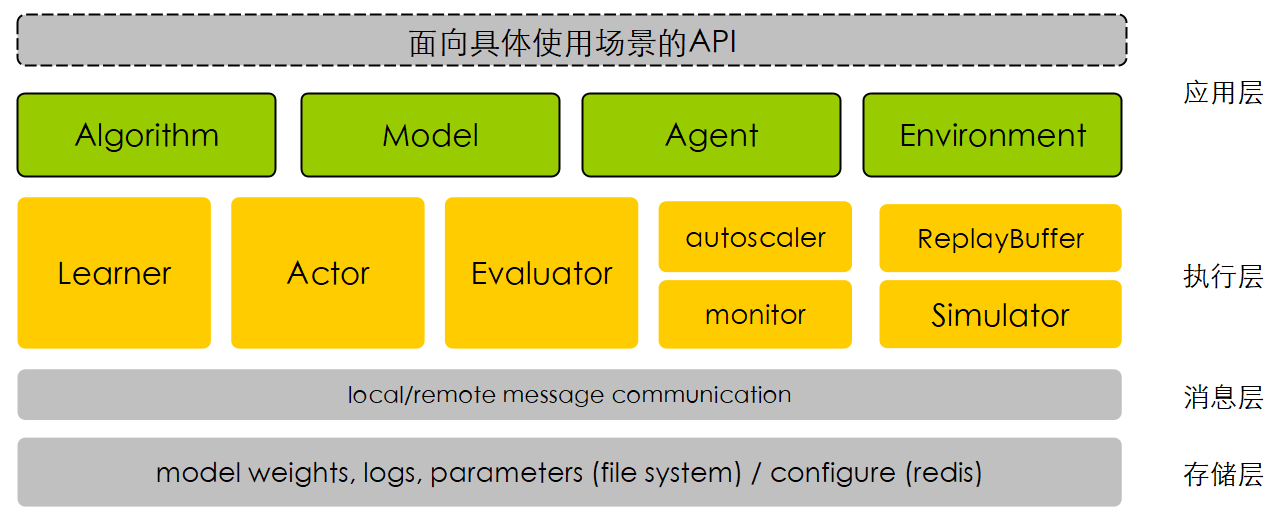 面向具体使用场景的API
应用层
Algorithm
Model
Agent
Environment
Learner
Actor
Evaluator
autoscaler
monitor
ReplayBuffer
Simulator
执行层
local/remote message communication
消息层
model weights, logs, parameters (file system) / configure (redis)
存储层